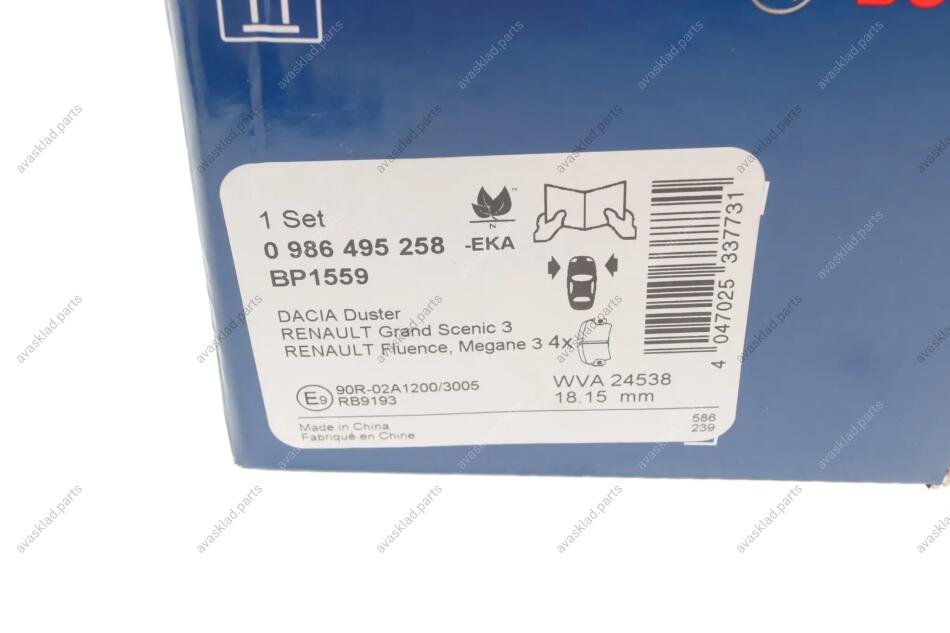 1 Set
0 986 495 258 -EKA
BP1559
DACIA Duster
RENAULT Grand Scenic 3
RENAULT Fluence, Megane 3 4x
E9 90R-02A1200/3005
RB9193
WVA 24538
18.15 mm
Made in China
Fabriqué en Chine
586
239
4 047025 337731
N
TM
avasklad.parts